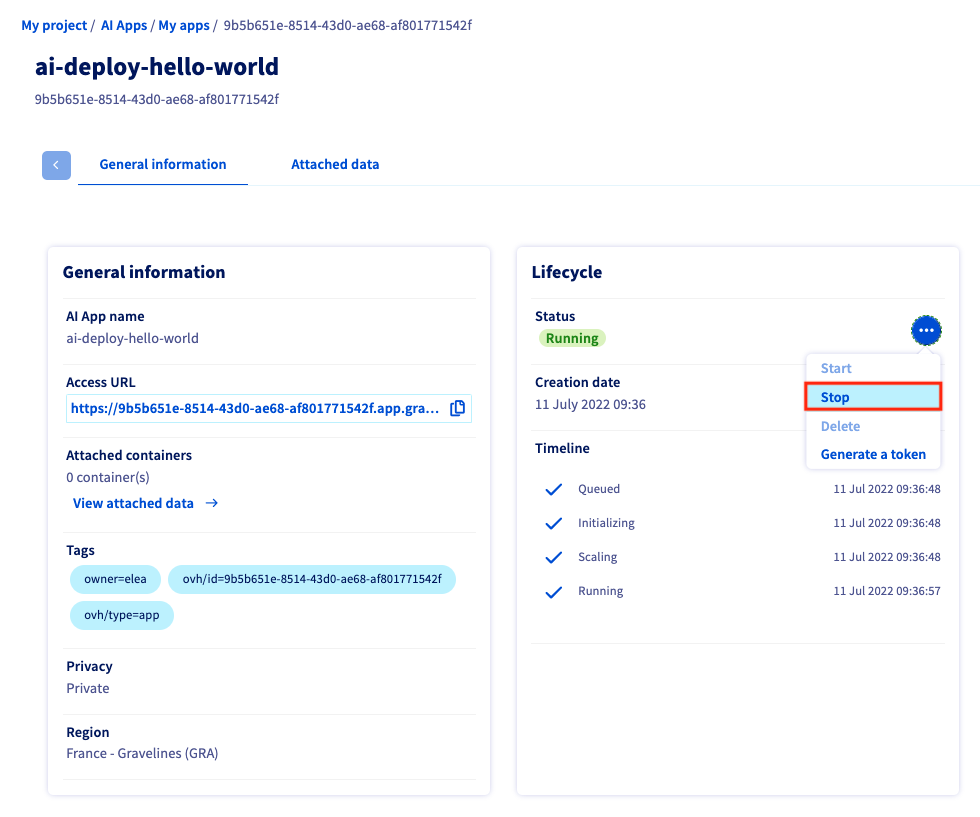 My project / AI Apps / My apps / 9b5b651e-8514-43d0-ae68-af801771542f
ai-deploy-hello-world
9b5b651e-8514-43d0-ae68-af801771542f
General information
Attached data
General information
AI App name
ai-deploy-hello-world
Access URL
https://9b5b651e-8514-43d0-ae68-af801771542f.app.gra...
Attached containers
0 container(s)
View attached data →
Tags
owner=elea
ovh/id=9b5b651e-8514-43d0-ae68-af801771542f
ovh/type=app
Privacy
Private
Region
France - Gravelines (GRA)
Lifecycle
Status
Running
Start
Stop
Delete
Generate a token
Creation date
11 July 2022 09:36
Timeline
Queued 11 Jul 2022 09:36:48
Initializing 11 Jul 2022 09:36:48
Scaling 11 Jul 2022 09:36:48
Running 11 Jul 2022 09:36:57